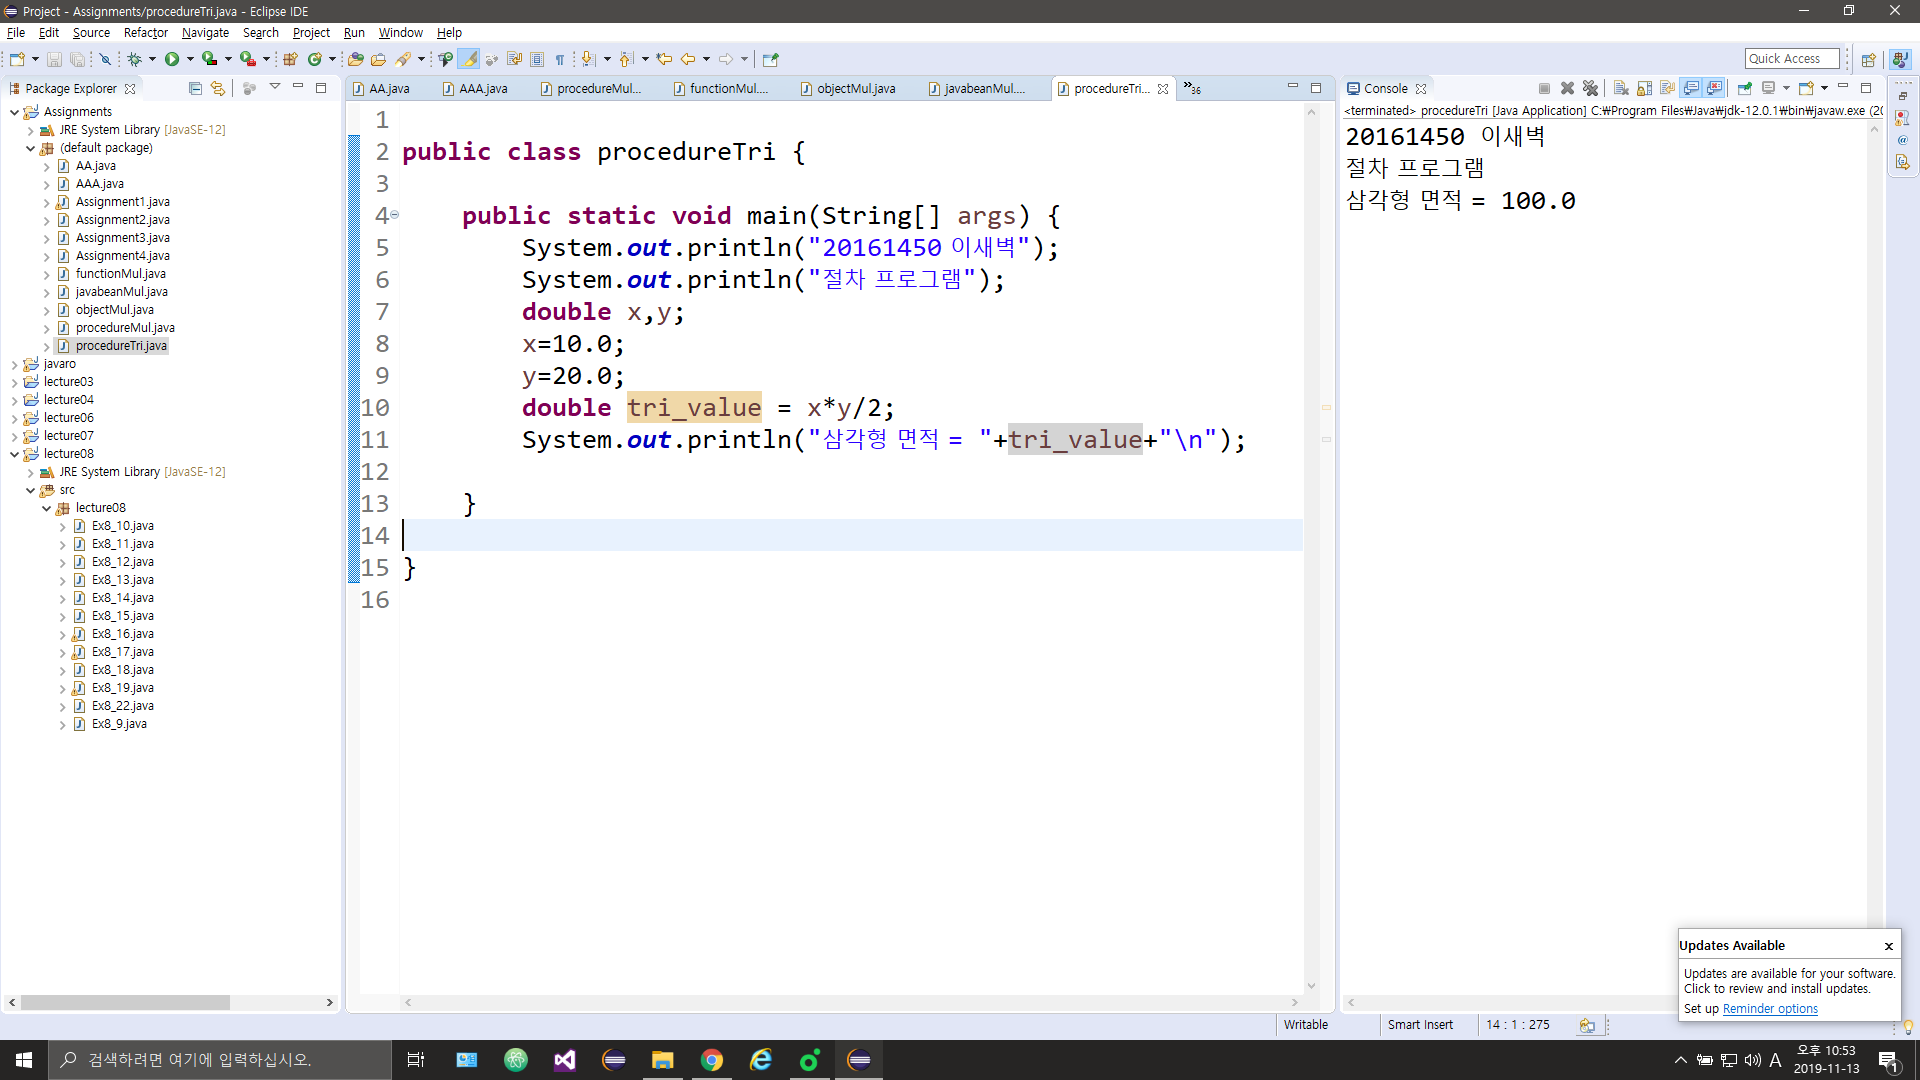 Project - Assignments/procedureTri.java - Eclipse IDE
File Edit Source Refactor Navigate Search Project Run Window Help
Quick Access
Package Explorer
Assignments
JRE System Library [JavaSE-12]
(default package)
AA.java
AAA.java
Assignment1.java
Assignment2.java
Assignment3.java
Assignment4.java
functionMul.java
javabeanMul.java
objectMul.java
procedureMul.java
procedureTri.java
javaro
lecture03
lecture04
lecture06
lecture07
lecture08
JRE System Library [JavaSE-12]
src
lecture08
Ex8_10.java
Ex8_11.java
Ex8_12.java
Ex8_13.java
Ex8_14.java
Ex8_15.java
Ex8_16.java
Ex8_17.java
Ex8_18.java
Ex8_19.java
Ex8_22.java
Ex8_9.java
AA.java AAA.java procedureMul... functionMul.... objectMul.java javabeanMul.... procedureTri... »36
1
2 public class procedureTri {
3
4 public static void main(String[] args) {
5 System.out.println("20161450 이새벽");
6 System.out.println("절차 프로그램");
7 double x,y;
8 x=10.0;
9 y=20.0;
10 double tri_value = x*y/2;
11 System.out.println("삼각형 면적 = "+tri_value+"\n");
12
13 }
14
15 }
16
Console
<terminated> procedureTri [Java Application] C:₩Program Files₩Java₩jdk-12.0.1₩bin₩javaw.exe (20
20161450 이새벽
절차 프로그램
삼각형 면적 = 100.0
Updates Available x
Updates are available for your software.
Click to review and install updates.
Set up Reminder options
Writable Smart Insert 14 : 1 : 275
검색하려면 여기에 입력하십시오.
A
오후 10:53
2019-11-13
1